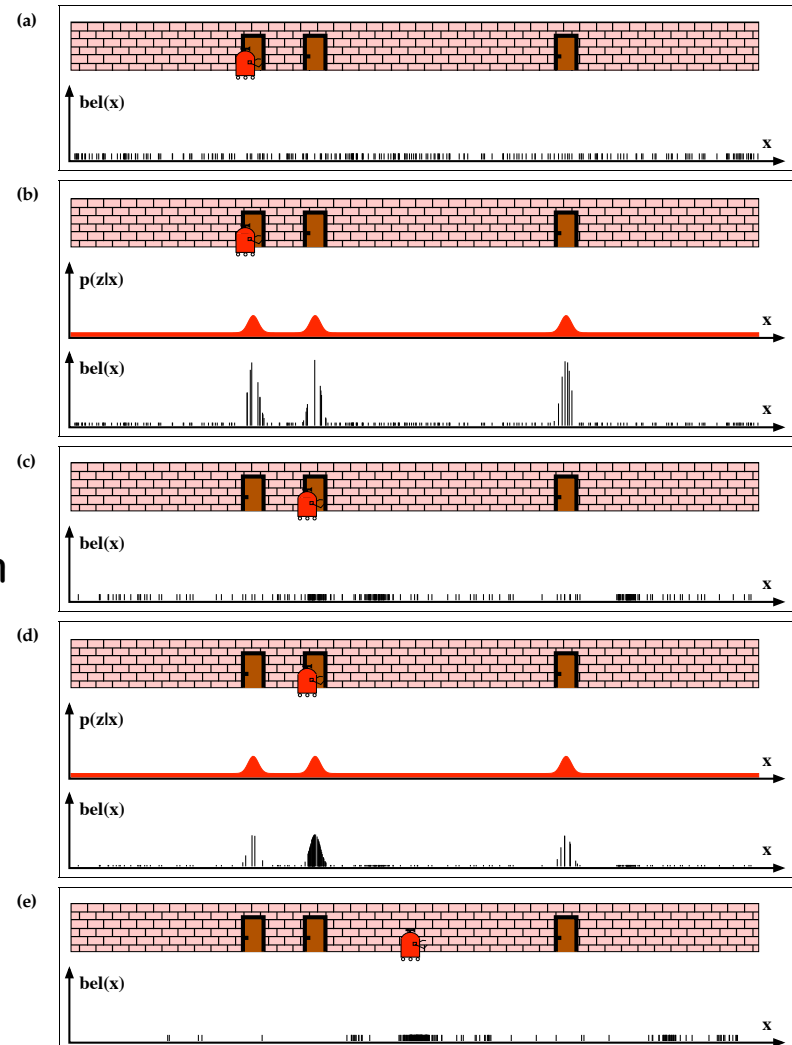 (a)
bel(x)
x
(b)
p(z|x)
x
bel(x)
x
(c)
bel(x)
x
n
(d)
p(z|x)
x
bel(x)
x
(e)
bel(x)
x